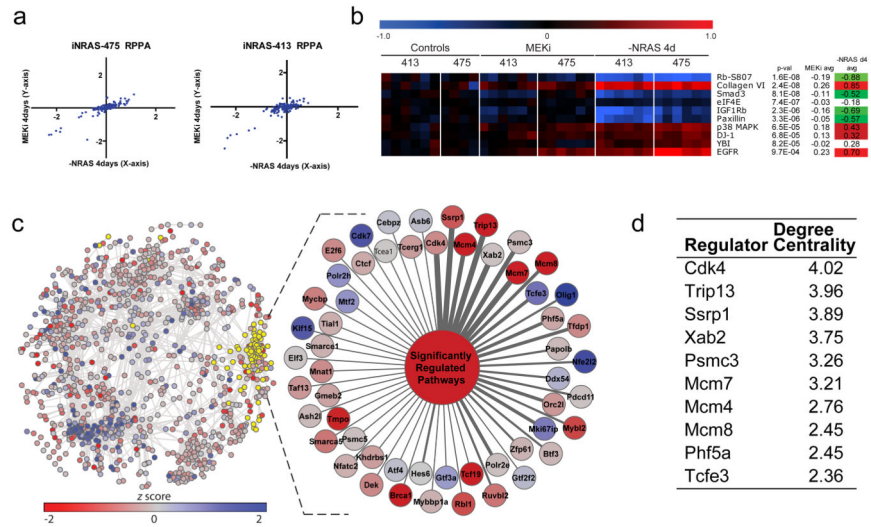 a
iNRAS-475 RPPA
iNRAS-413 RPPA
MEKi 4days (Y-axis)
2
-2
2
-2
-NRAS 4days (X-axis)
MEKi 4days (Y-axis)
2
-2
2
-2
-NRAS 4days (X-axis)
b
-1.0 0 1.0
Controls MEKi -NRAS 4d
413 475 413 475 413 475
p-val MEKi avg -NRAS d4 avg
Rb-S807 1.6E-08 -0.19 -0.88
Collagen VI 2.4E-08 0.26 0.85
Smad3 8.1E-08 -0.11 -0.52
eIF4E 7.4E-07 -0.03 -0.18
IGF1Rb 2.3E-06 -0.16 -0.69
Paxillin 3.3E-06 -0.05 -0.57
p38 MAPK 6.5E-05 0.18 0.43
DJ-1 6.8E-05 0.13 0.32
YBI 8.2E-05 -0.02 0.28
EGFR 9.7E-04 0.23 0.70
c
z score
-2 0 2
Significantly
Regulated
Pathways
Cebpz
Asb6
Ssrp1
Trip13
Cdk7
Tcea1
Tcerg1
Cdk4
Mcm4
Xab2
Psmc3
E2f6
Ctcf
Mcm7
Mcm8
Polr2h
Tcfe3
Olig1
Mycbp
Mtf2
Phf5a
Tfdp1
Klf15
Tial1
Papolb
Nfe2l2
Elf3
Smarce1
Ddx54
Pdcd11
Taf13
Mnat1
Orc2l
Mybl2
Ash2l
Gmeb2
Mki67ip
Btf3
Smarca5
Tmpo
Zfp61
Gtf2f2
Nfatc2
Psmc5
Polr2e
Ruvbl2
Dek
Khdrbs1
Tcf19
Rbl1
Brca1
Atf4
Hes6
Gtf3a
Mybbp1a
d
Regulator Degree Centrality
Cdk4 4.02
Trip13 3.96
Ssrp1 3.89
Xab2 3.75
Psmc3 3.26
Mcm7 3.21
Mcm4 2.76
Mcm8 2.45
Phf5a 2.45
Tcfe3 2.36